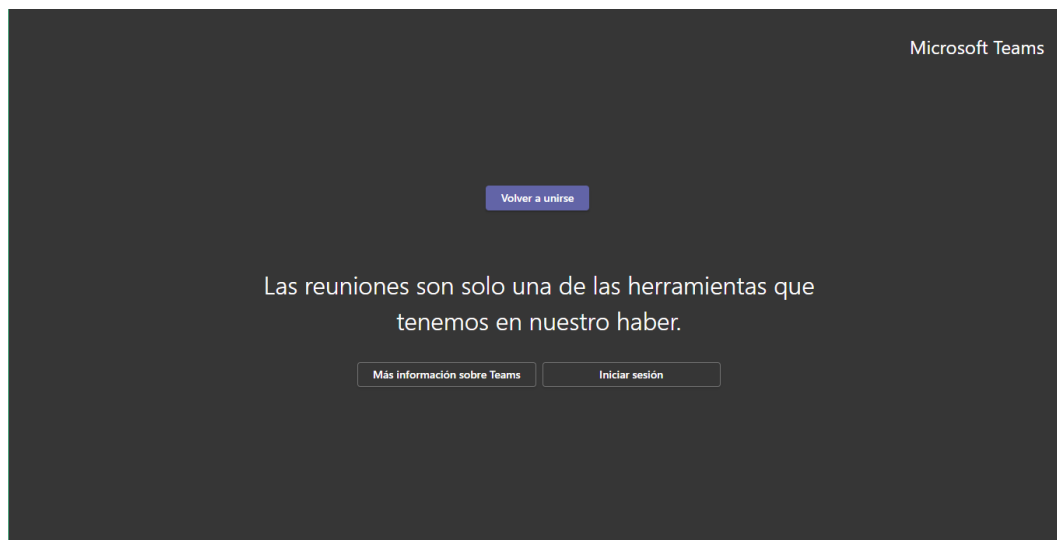 Microsoft Teams
Volver a unirse
Las reuniones son solo una de las herramientas que
tenemos en nuestro haber.
Más información sobre Teams
Iniciar sesión